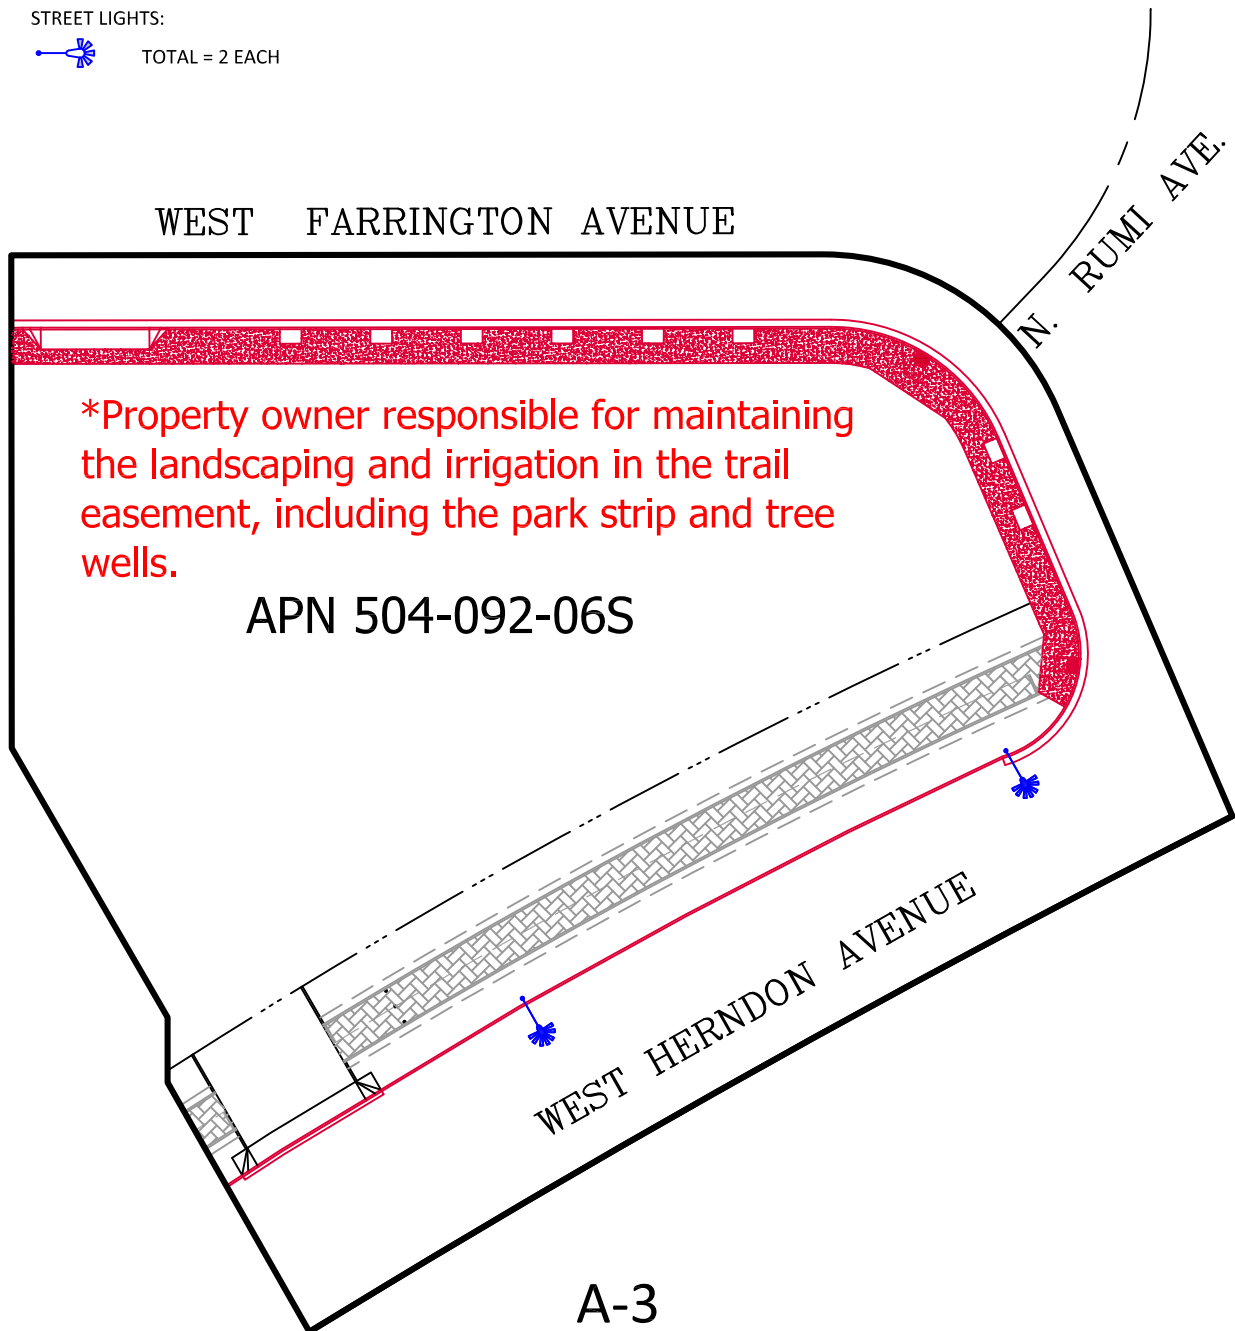 STREET LIGHTS:
TOTAL = 2 EACH
WEST FARRINGTON AVENUE
N. RUMI AVE.
*Property owner responsible for maintaining
the landscaping and irrigation in the trail
easement, including the park strip and tree
wells.
APN 504-092-06S
WEST HERNDON AVENUE
A-3